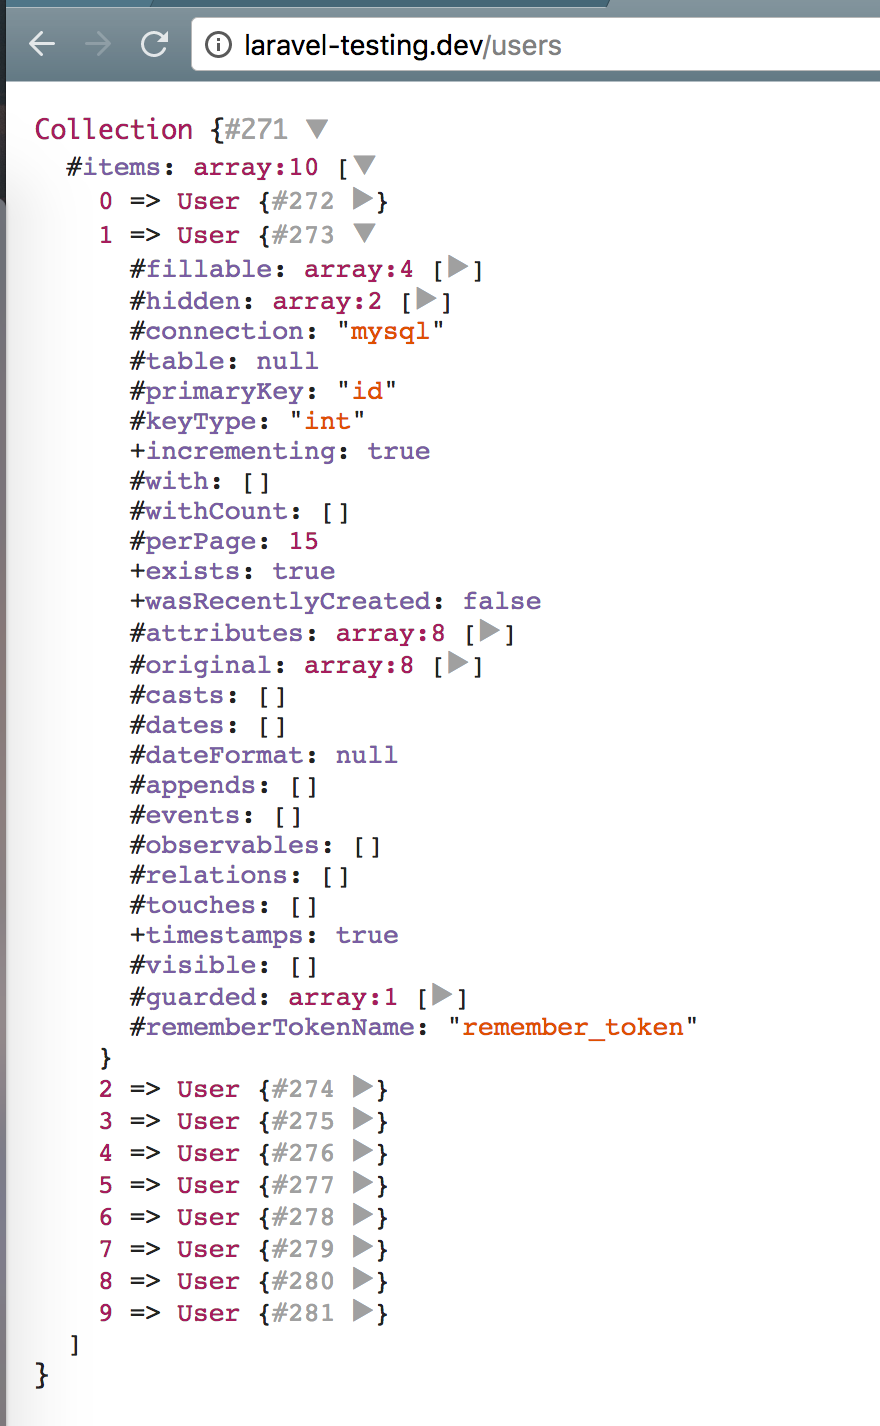 laravel-testing.dev/users
Collection {#271 ▼
#items: array:10 [▼
0 => User {#272 ▶}
1 => User {#273 ▼
#fillable: array:4 [▶]
#hidden: array:2 [▶]
#connection: "mysql"
#table: null
#primaryKey: "id"
#keyType: "int"
+incrementing: true
#with: []
#withCount: []
#perPage: 15
+exists: true
+wasRecentlyCreated: false
#attributes: array:8 [▶]
#original: array:8 [▶]
#casts: []
#dates: []
#dateFormat: null
#appends: []
#events: []
#observables: []
#relations: []
#touches: []
+timestamps: true
#visible: []
#guarded: array:1 [▶]
#rememberTokenName: "remember_token"
}
2 => User {#274 ▶}
3 => User {#275 ▶}
4 => User {#276 ▶}
5 => User {#277 ▶}
6 => User {#278 ▶}
7 => User {#279 ▶}
8 => User {#280 ▶}
9 => User {#281 ▶}
]
}